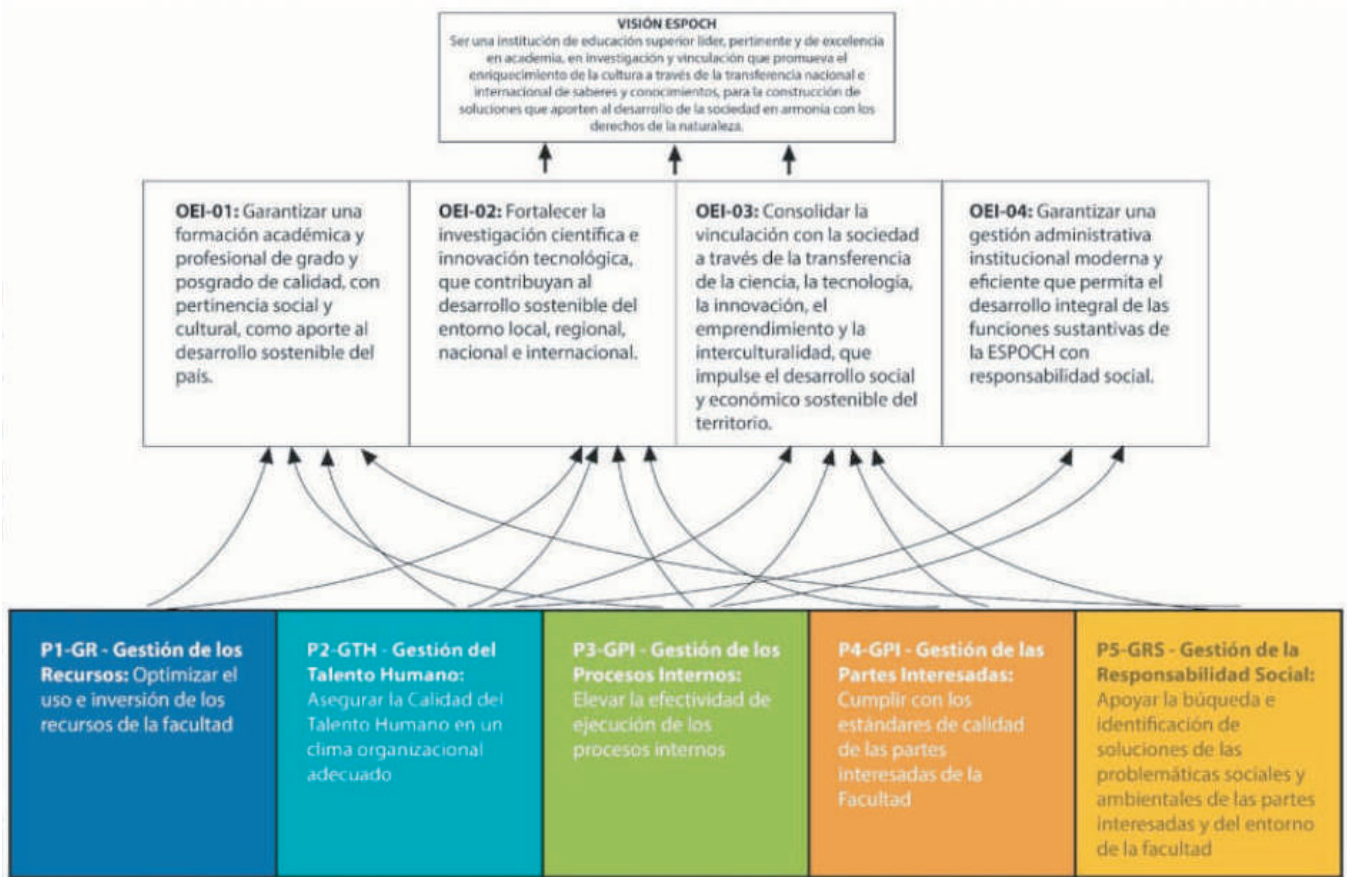 VISIÓN ESPOCH
Ser una institución de educación superior líder, pertinente y de excelencia
en academia, en investigación y vinculación que promueva el
enriquecimiento de la cultura a través de la transferencia nacional e
internacional de saberes y conocimientos, para la construcción de
soluciones que aporten al desarrollo de la sociedad en armonía con los
derechos de la naturaleza.
OEI-01: Garantizar una
formación académica y
profesional de grado y
posgrado de calidad, con
pertinencia social y
cultural, como aporte al
desarrollo sostenible del
país.
OEI-02: Fortalecer la
investigación científica e
innovación tecnológica,
que contribuyan al
desarrollo sostenible del
entorno local, regional,
nacional e internacional.
OEI-03: Consolidar la
vinculación con la sociedad
a través de la transferencia
de la ciencia, la tecnología,
la innovación, el
emprendimiento y la
interculturalidad, que
impulse el desarrollo social
y económico sostenible del
territorio.
OEI-04: Garantizar una
gestión administrativa
institucional moderna y
eficiente que permita el
desarrollo integral de las
funciones sustantivas de
la ESPOCH con
responsabilidad social.
P1-GR - Gestión de los
Recursos: Optimizar el
uso e inversión de los
recursos de la facultad
P2-GTH - Gestión del
Talento Humano:
Asegurar la Calidad del
Talento Humano en un
clima organizacional
adecuado
P3-GPI - Gestión de los
Procesos Internos:
Elevar la efectividad de
ejecución de los
procesos internos
P4-GPI - Gestión de las
Partes Interesadas:
Cumplir con los
estándares de calidad
de las partes
interesadas de la
Facultad
P5-GRS - Gestión de la
Responsabilidad Social:
Apoyar la búqueda e
identificación de
soluciones de las
problemáticas sociales y
ambientales de las partes
interesadas y del entorno
de la facultad